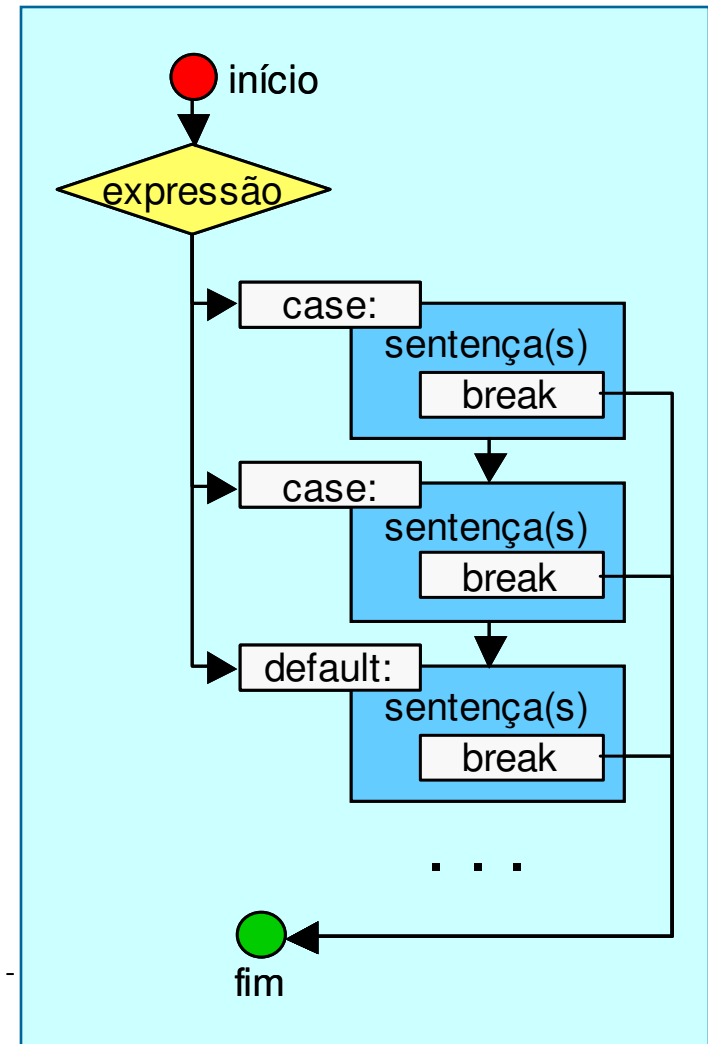 início
expressão
case:
sentença(s)
break
case:
sentença(s)
break
default:
sentença(s)
break
. . .
fim
-